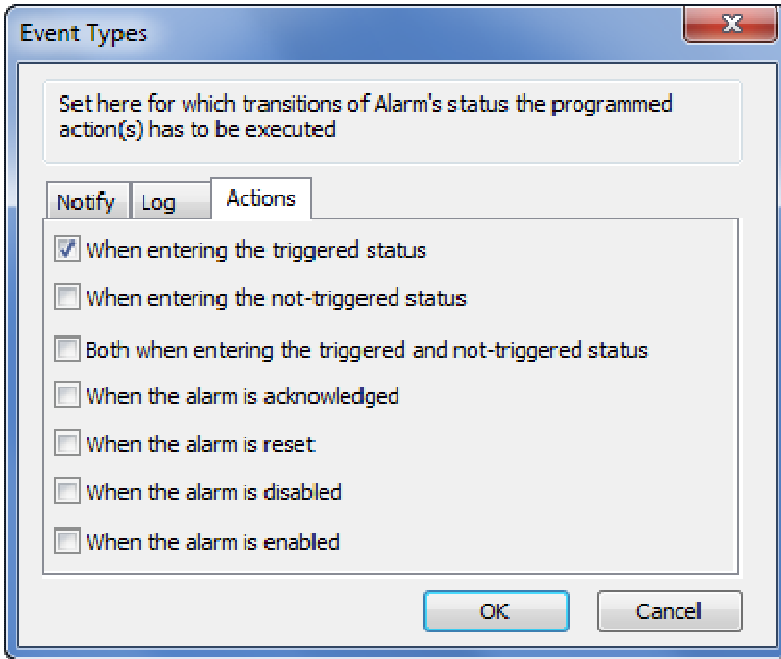 Event Types
Set here for which transitions of Alarm's status the programmed
action(s) has to be executed
Notify
Log
Actions
When entering the triggered status
When entering the not-triggered status
Both when entering the triggered and not-triggered status
When the alarm is acknowledged
When the alarm is reset
When the alarm is disabled
When the alarm is enabled
OK
Cancel